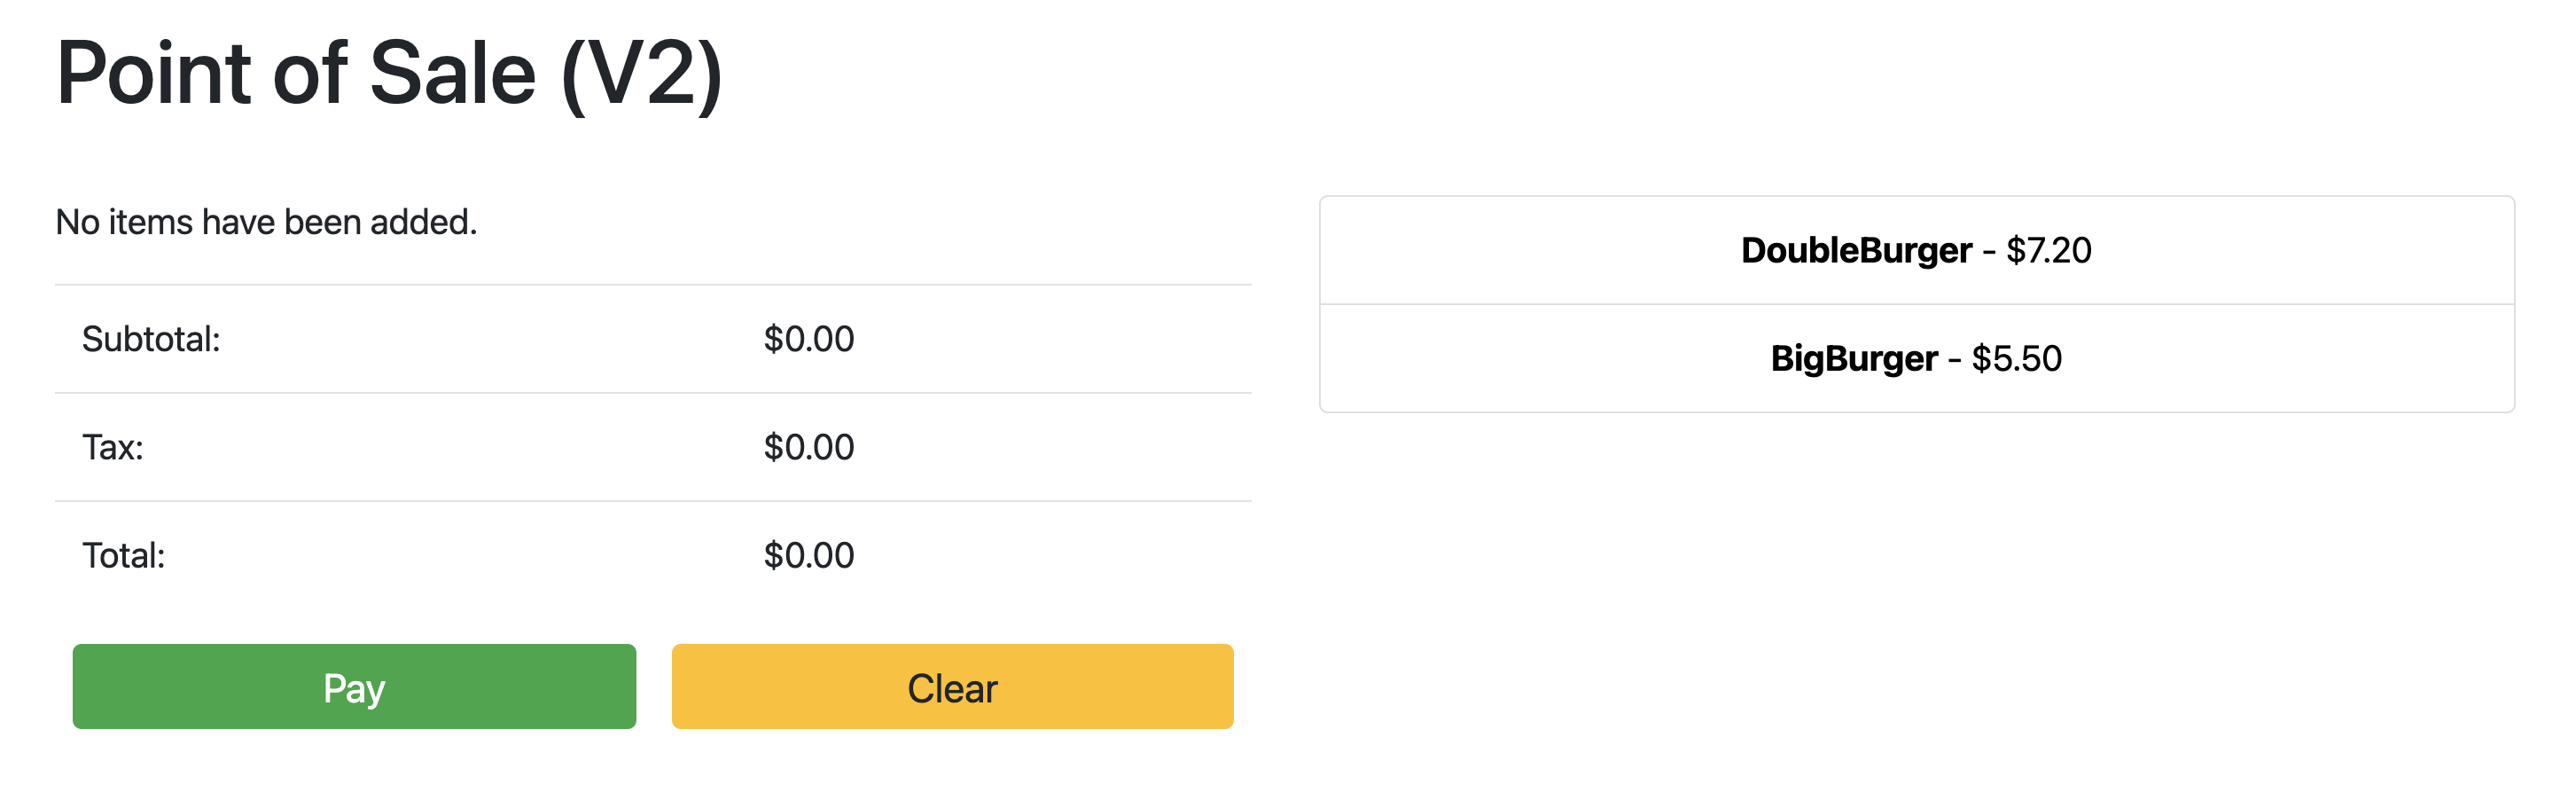 Point of Sale (V2)
No items have been added.
Subtotal: $0.00
Tax: $0.00
Total: $0.00
Pay
Clear
DoubleBurger - $7.20
BigBurger - $5.50